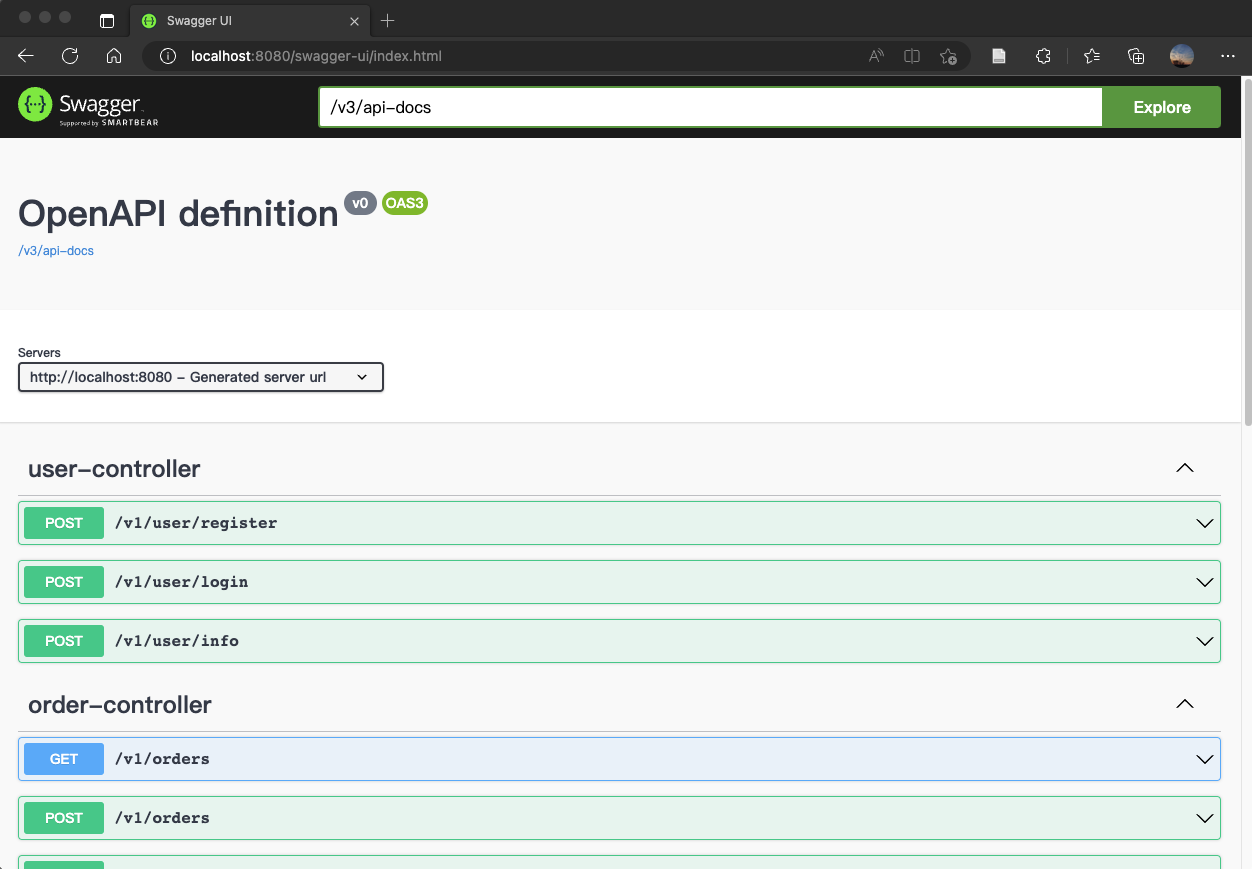 Swagger UI
localhost:8080/swagger-ui/index.html
Swagger
Supported by SMARTBEAR
/v3/api-docs
Explore
OpenAPI definition v0 OAS3
/v3/api-docs
Servers
http://localhost:8080 - Generated server url
user-controller
POST /v1/user/register
POST /v1/user/login
POST /v1/user/info
order-controller
GET /v1/orders
POST /v1/orders